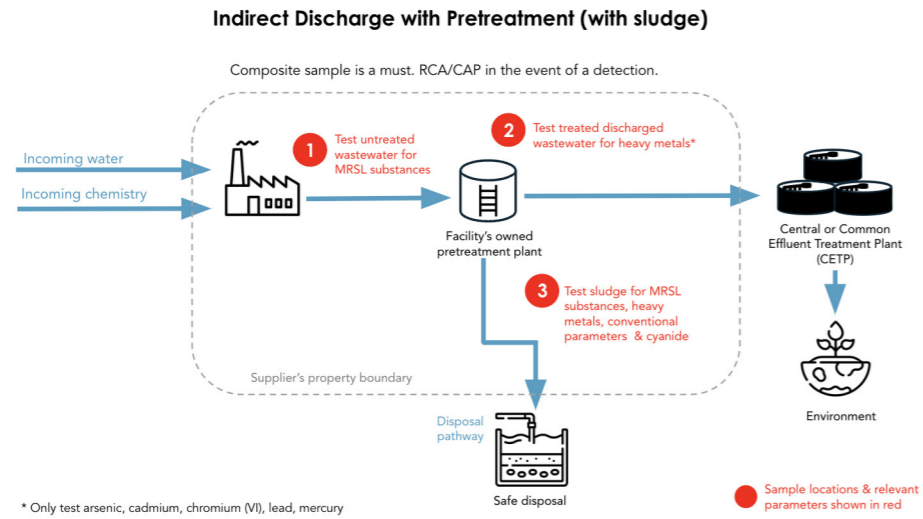 Indirect Discharge with Pretreatment (with sludge)
Composite sample is a must. RCA/CAP in the event of a detection.
Incoming water
Incoming chemistry
1
Test untreated
wastewater for
MRSL substances
2
Test treated discharged
wastewater for heavy metals*
Facility's owned
pretreatment plant
Central or Common
Effluent Treatment Plant
(CETP)
3
Test sludge for MRSL
substances, heavy
metals, conventional
parameters & cyanide
Supplier's property boundary
Environment
Disposal
pathway
Safe disposal
* Only test arsenic, cadmium, chromium (VI), lead, mercury
Sample locations & relevant
parameters shown in red